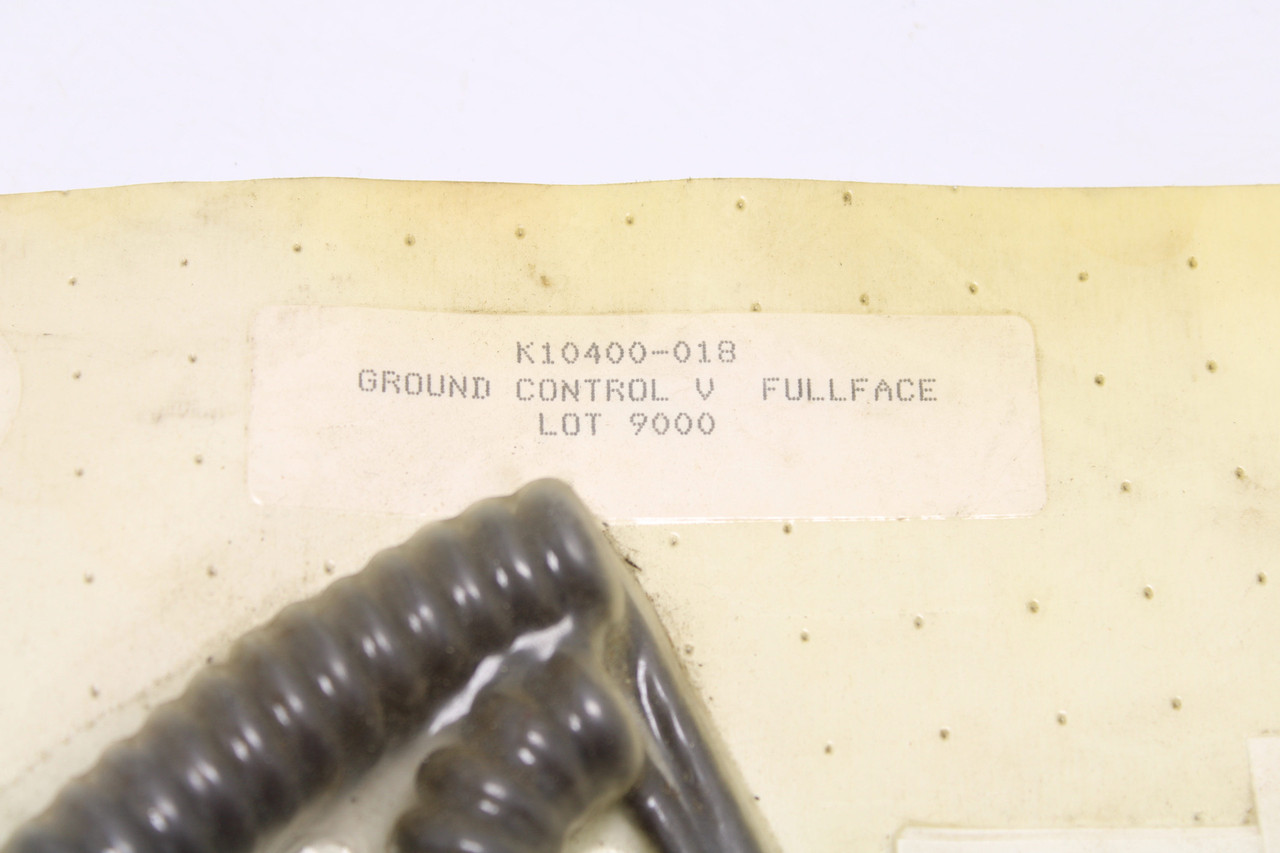 K10400-018
GROUND CONTROL V FULLFACE
LOT 9000